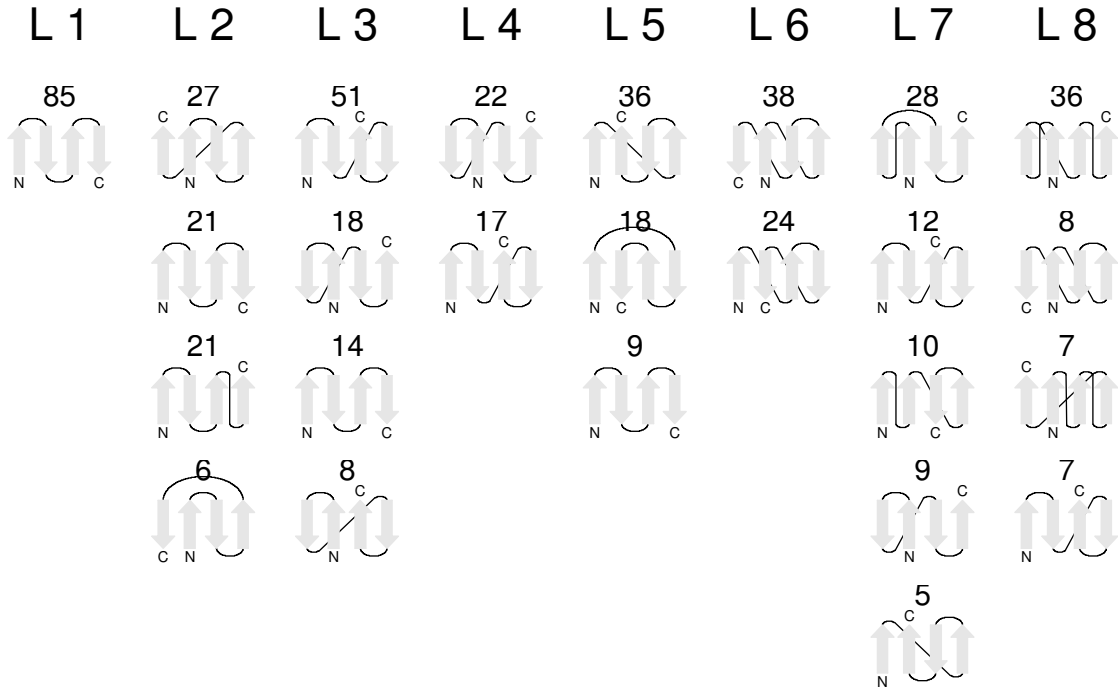 L 1 L 2 L 3 L 4 L 5 L 6 L 7 L 8
85 27 51 22 36 38 28 36
C C C C C C
N C N N N N C N N N
21 18 17 18 24 12 8
C C C
N C N N N C N C N C N
21 14 9 10 7
C C
N N C N C N C N
6 8 9 7
C C C
C N N N N
5
C
N